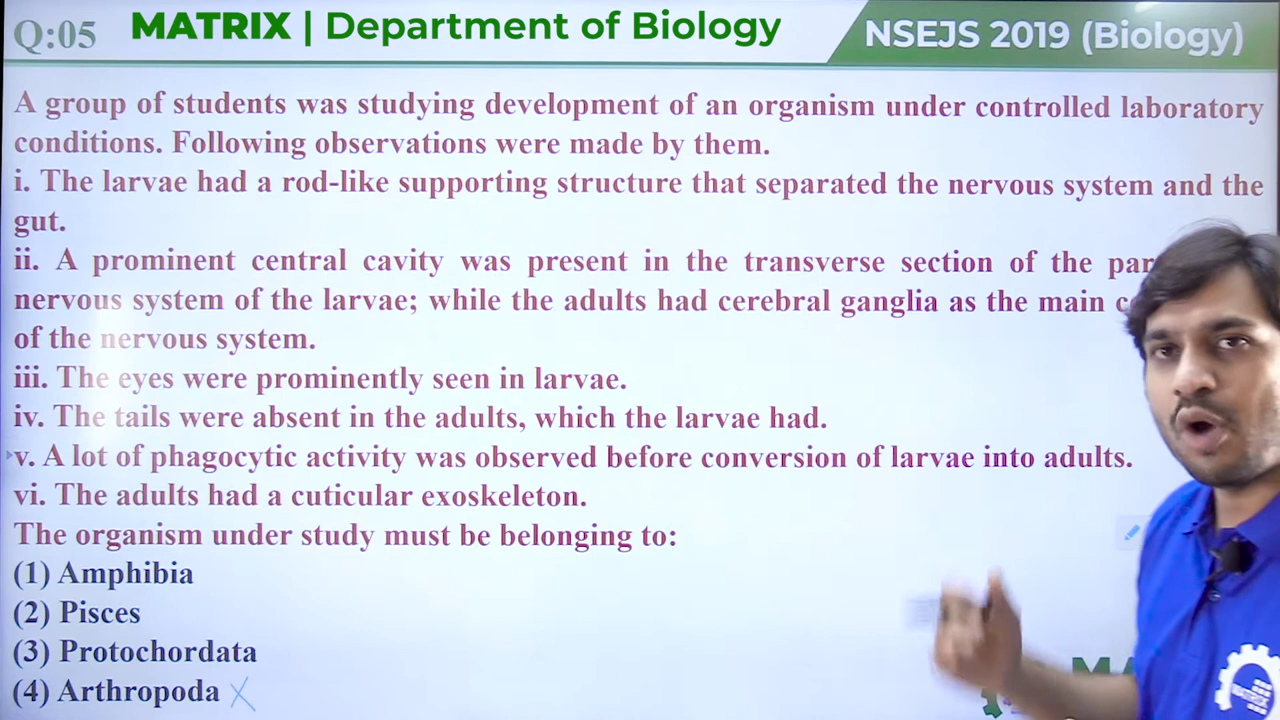 Q:05 MATRIX | Department of Biology NSEJS 2019 (Biology)
A group of students was studying development of an organism under controlled laboratory
conditions. Following observations were made by them.
i. The larvae had a rod-like supporting structure that separated the nervous system and the
gut.
ii. A prominent central cavity was present in the transverse section of the
nervous system of the larvae; while the adults had cerebral ganglia as the main
of the nervous system.
iii. The eyes were prominently seen in larvae.
iv. The tails were absent in the adults, which the larvae had.
v. A lot of phagocytic activity was observed before conversion of larvae into adults.
vi. The adults had a cuticular exoskeleton.
The organism under study must be belonging to:
(1) Amphibia
(2) Pisces
(3) Protochordata
(4) Arthropoda
MATRIX